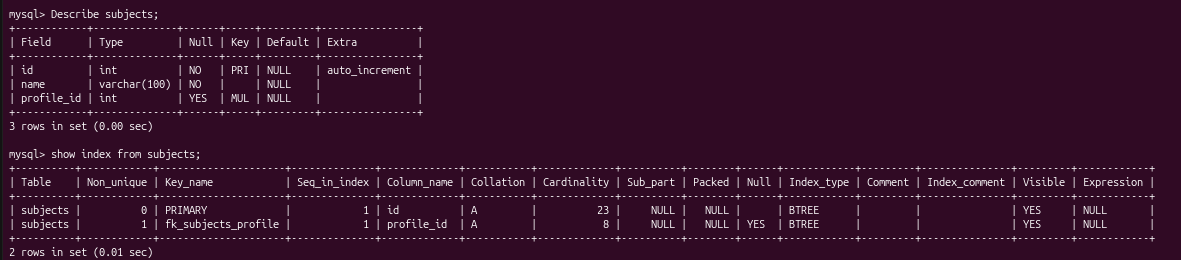 mysql> Describe subjects;
+------------+--------------+------+-----+---------+----------------+
| Field      | Type         | Null | Key | Default | Extra          |
+------------+--------------+------+-----+---------+----------------+
| id         | int          | NO   | PRI | NULL    | auto_increment |
| name       | varchar(100) | NO   |     | NULL    |                |
| profile_id | int          | YES  | MUL | NULL    |                |
+------------+--------------+------+-----+---------+----------------+
3 rows in set (0.00 sec)

mysql> show index from subjects;
+----------+------------+---------------------+--------------+-------------+-----------+-------------+----------+--------+------+------------+---------+---------------+---------+------------+
| Table    | Non_unique | Key_name            | Seq_in_index | Column_name | Collation | Cardinality | Sub_part | Packed | Null | Index_type | Comment | Index_comment | Visible | Expression |
+----------+------------+---------------------+--------------+-------------+-----------+-------------+----------+--------+------+------------+---------+---------------+---------+------------+
| subjects |          0 | PRIMARY             |            1 | id          | A         |          23 |     NULL |   NULL |      | BTREE      |         |               | YES     | NULL       |
| subjects |          1 | fk_subjects_profile |            1 | profile_id  | A         |           8 |     NULL |   NULL | YES  | BTREE      |         |               | YES     | NULL       |
+----------+------------+---------------------+--------------+-------------+-----------+-------------+----------+--------+------+------------+---------+---------------+---------+------------+
2 rows in set (0.01 sec)